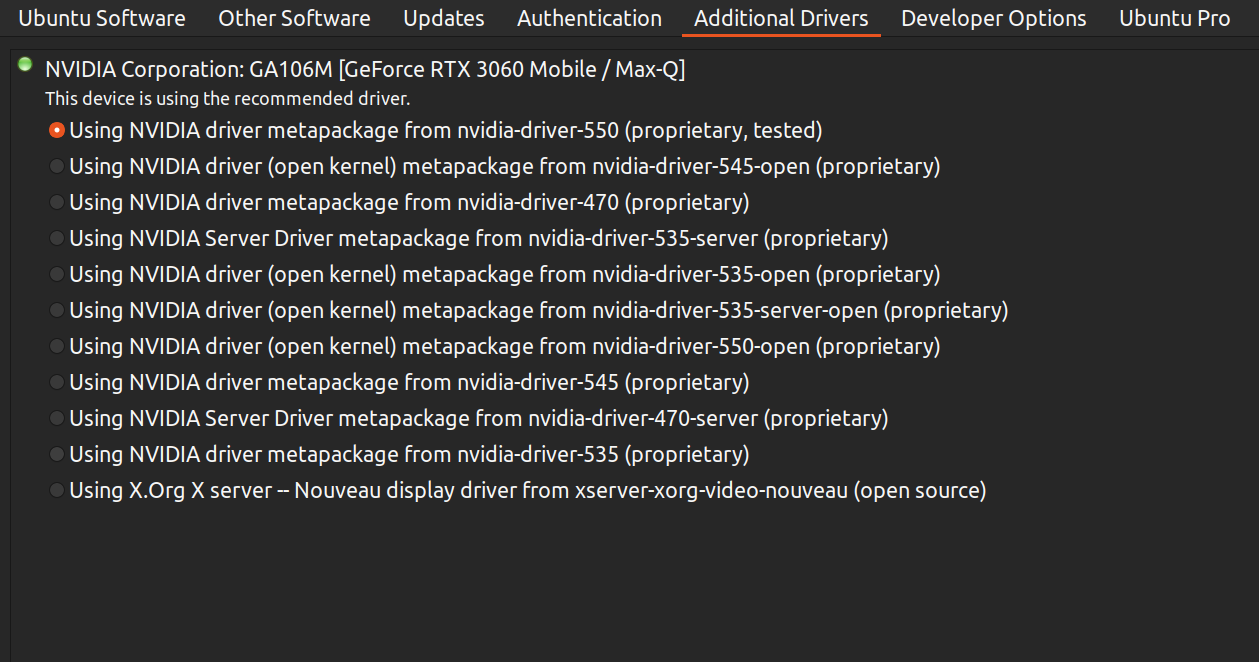 Ubuntu Software Other Software Updates Authentication Additional Drivers Developer Options Ubuntu Pro
NVIDIA Corporation: GA106M [GeForce RTX 3060 Mobile / Max-Q]
This device is using the recommended driver.
Using NVIDIA driver metapackage from nvidia-driver-550 (proprietary, tested)
Using NVIDIA driver (open kernel) metapackage from nvidia-driver-545-open (proprietary)
Using NVIDIA driver metapackage from nvidia-driver-470 (proprietary)
Using NVIDIA Server Driver metapackage from nvidia-driver-535-server (proprietary)
Using NVIDIA driver (open kernel) metapackage from nvidia-driver-535-open (proprietary)
Using NVIDIA driver (open kernel) metapackage from nvidia-driver-535-server-open (proprietary)
Using NVIDIA driver (open kernel) metapackage from nvidia-driver-550-open (proprietary)
Using NVIDIA driver metapackage from nvidia-driver-545 (proprietary)
Using NVIDIA Server Driver metapackage from nvidia-driver-470-server (proprietary)
Using NVIDIA driver metapackage from nvidia-driver-535 (proprietary)
Using X.Org X server -- Nouveau display driver from xserver-xorg-video-nouveau (open source)